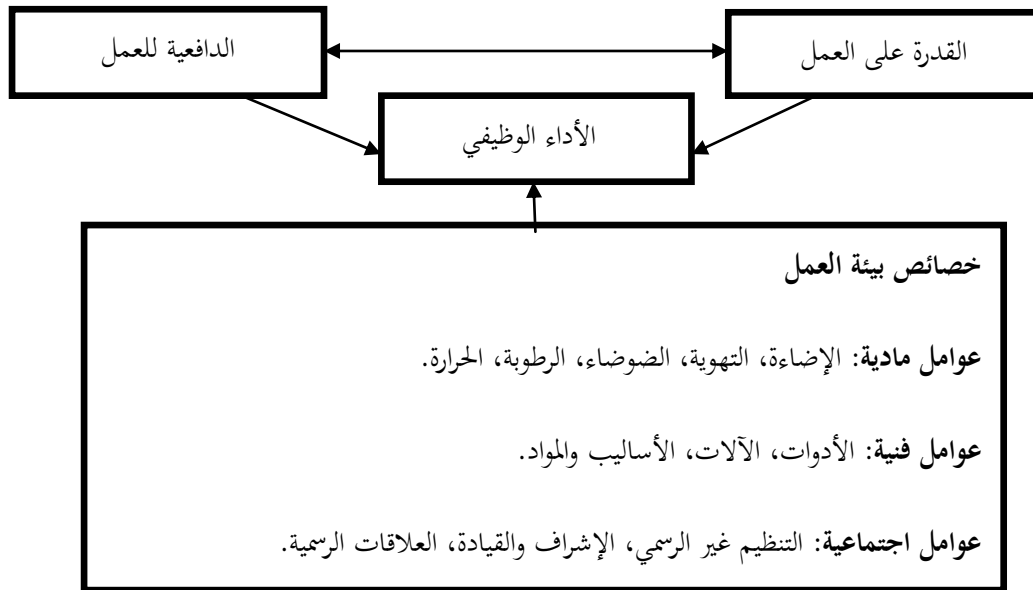 القدرة على العمل
الدافعية للعمل
الأداء الوظيفي
خصائص بيئة العمل
عوامل مادية: الإضاءة، التهوية، الضوضاء، الرطوبة، الحرارة.
عوامل فنية: الأدوات، الآلات، الأساليب والمواد.
عوامل اجتماعية: التنظيم غير الرسمي، الإشراف والقيادة، العلاقات الرسمية.